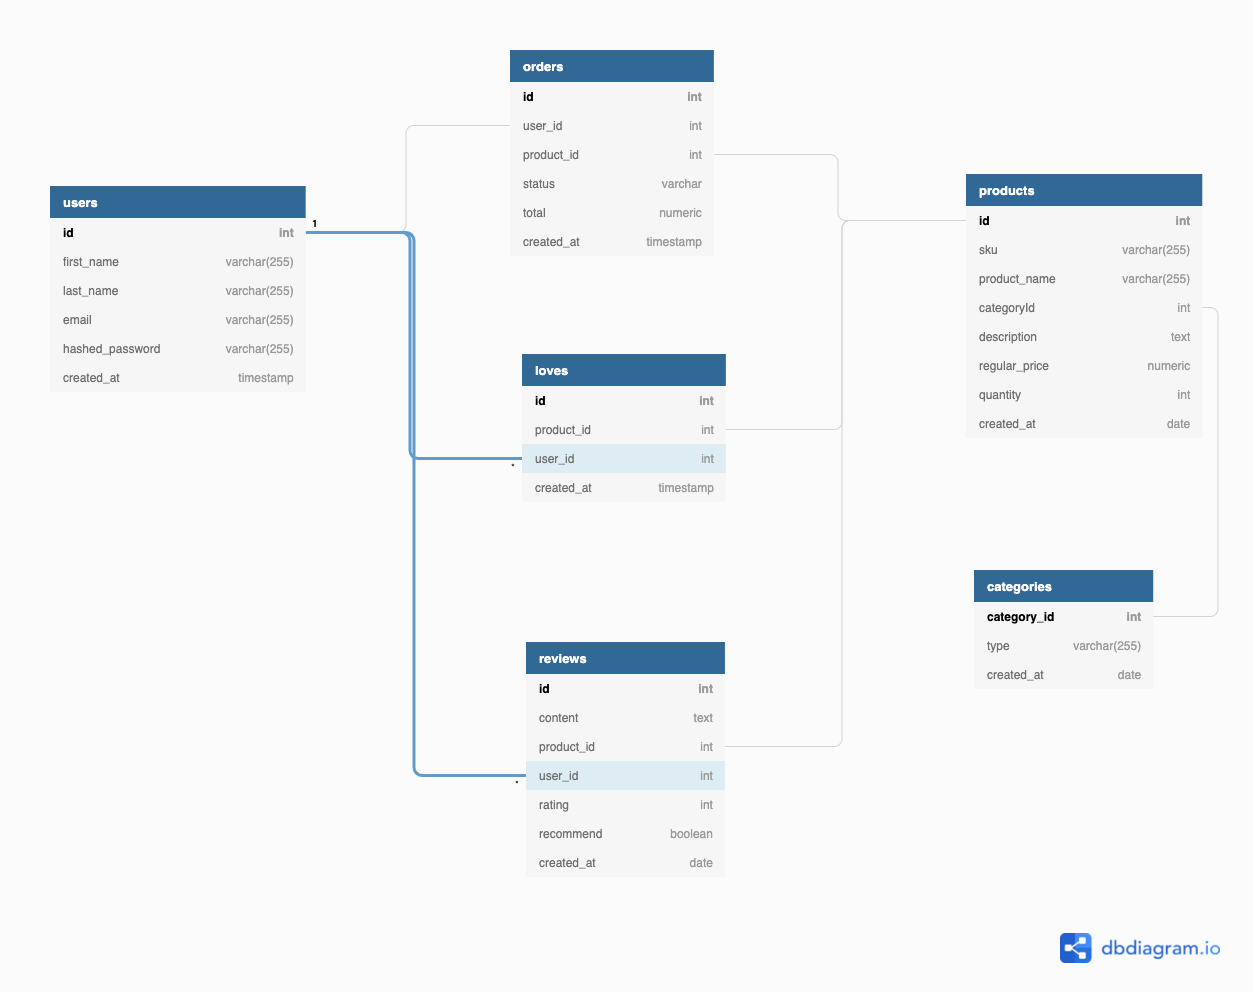 orders
id int
user_id int
product_id int
status varchar
total numeric
created_at timestamp
users
1
id int
first_name varchar(255)
last_name varchar(255)
email varchar(255)
hashed_password varchar(255)
created_at timestamp
products
id int
sku varchar(255)
product_name varchar(255)
categoryId int
description text
regular_price numeric
quantity int
created_at date
loves
id int
product_id int
user_id int
*
created_at timestamp
categories
category_id int
type varchar(255)
created_at date
reviews
id int
content text
product_id int
user_id int
*
rating int
recommend boolean
created_at date
dbdiagram.io